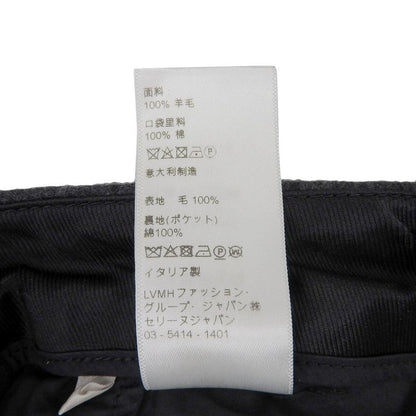 面料：
100% 羊毛
口袋里料
100% 棉
意大利制造
表地 毛 100%
裏地(ポケット)
綿100%
イタリア製
LVMHファッション・
グループ・ジャパン㈱
セリーヌジャパン
03 - 5414 - 1401